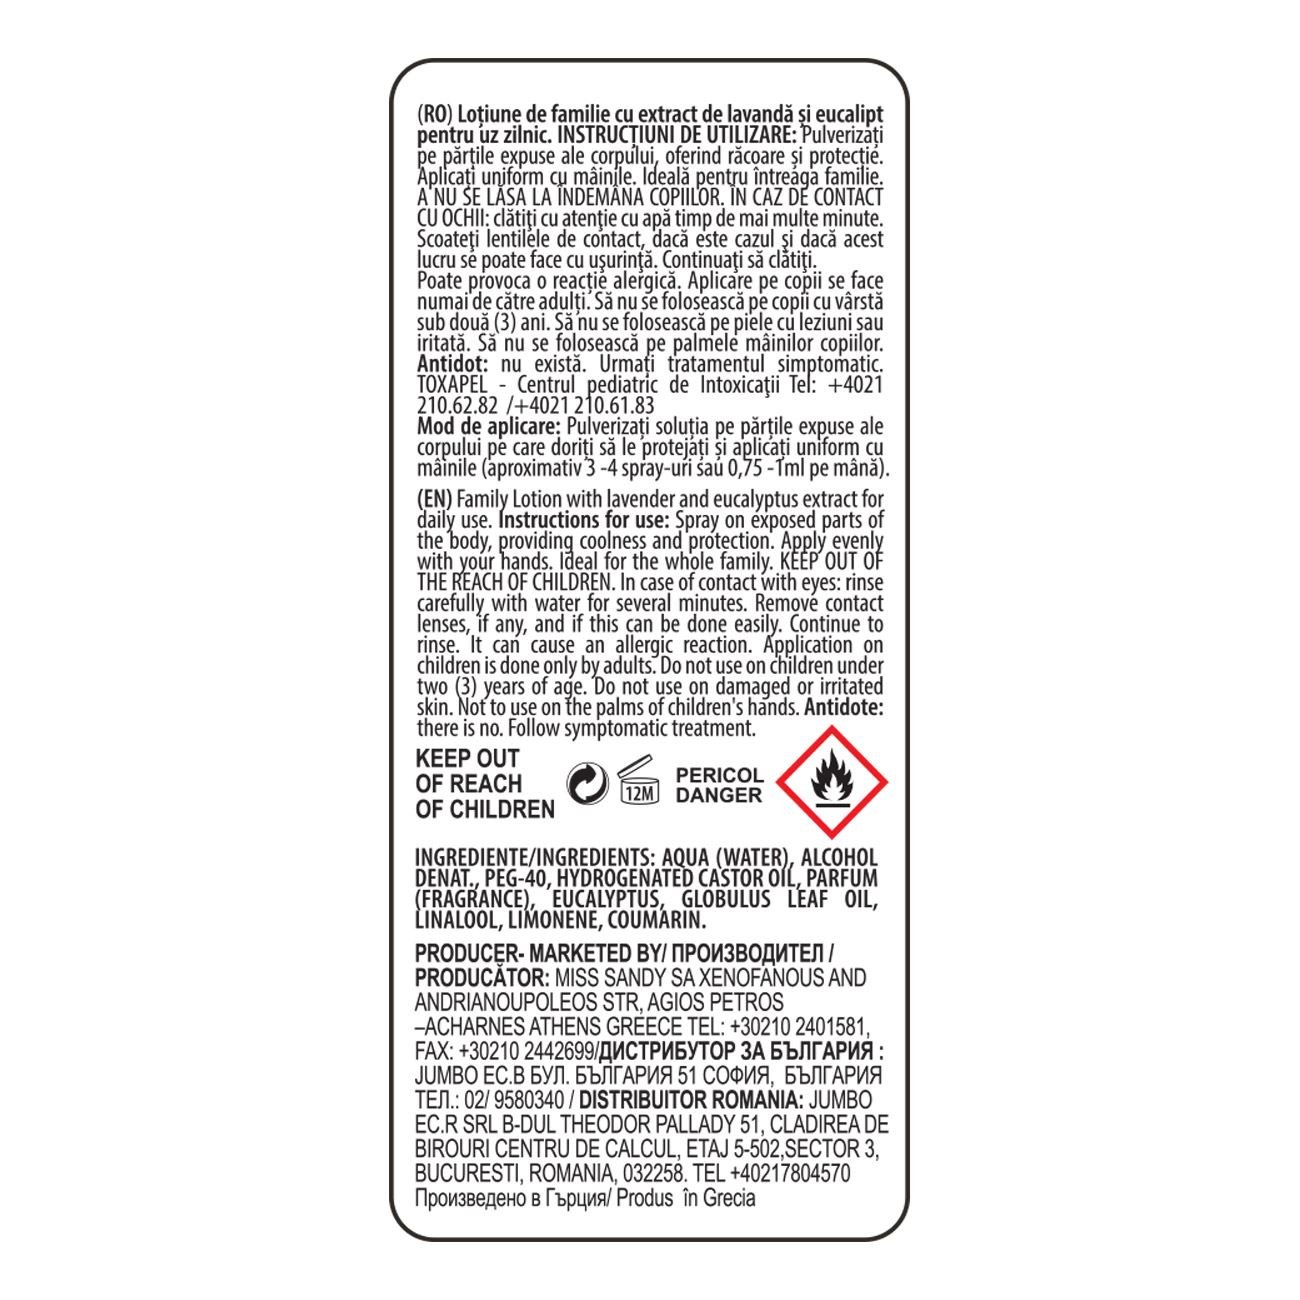 (RO) Loțiune de familie cu extract de lavandă și eucalipt
pentru uz zilnic. INSTRUCȚIUNI DE UTILIZARE: Pulverizați
pe părțile expuse ale corpului, oferind răcoare și protecție.
Aplicați uniform cu mâinile. Ideală pentru întreaga familie.
A NU SE LĂSA LA ÎNDEMÂNA COPIILOR. ÎN CAZ DE CONTACT
CU OCHII: clătiți cu atenție cu apă timp de mai multe minute.
Scoateți lentilele de contact, dacă este cazul și dacă acest
lucru se poate face cu ușurință. Continuați să clătiți.
Poate provoca o reacție alergică. Aplicare pe copii se face
numai de către adulți. Să nu se folosească pe copii cu vârstă
sub două (3) ani. Să nu se folosească pe piele cu leziuni sau
iritată. Să nu se folosească pe palmele mâinilor copiilor.
Antidot: nu există. Urmați tratamentul simptomatic.
TOXAPEL - Centrul pediatric de Intoxicații Tel: +4021
210.62.82 /+4021 210.61.83
Mod de aplicare: Pulverizați soluția pe părțile expuse ale
corpului pe care doriți să le protejați și aplicați uniform cu
mâinile (aproximativ 3 -4 spray-uri sau 0,75 -1ml pe mână).
(EN) Family Lotion with lavender and eucalyptus extract for
daily use. Instructions for use: Spray on exposed parts of
the body, providing coolness and protection. Apply evenly
with your hands. Ideal for the whole family. KEEP OUT OF
THE REACH OF CHILDREN. In case of contact with eyes: rinse
carefully with water for several minutes. Remove contact
lenses, if any, and if this can be done easily. Continue to
rinse. It can cause an allergic reaction. Application on
children is done only by adults. Do not use on children under
two (3) years of age. Do not use on damaged or irritated
skin. Not to use on the palms of children's hands. Antidote:
there is no. Follow symptomatic treatment.
KEEP OUT
OF REACH
OF CHILDREN
12M
PERICOL
DANGER
INGREDIENTE/INGREDIENTS: AQUA (WATER), ALCOHOL
DENAT., PEG-40, HYDROGENATED CASTOR OIL, PARFUM
(FRAGRANCE), EUCALYPTUS, GLOBULUS LEAF OIL,
LINALOOL, LIMONENE, COUMARIN.
PRODUCER- MARKETED BY/ ПРОИЗВОДИТЕЛ /
PRODUCĂTOR: MISS SANDY SA XENOFANOUS AND
ANDRIANOUPOLEOS STR, AGIOS PETROS
–ACHARNES ATHENS GREECE TEL: +30210 2401581,
FAX: +30210 2442699/ДИСТРИБУТОР ЗА БЪЛГАРИЯ :
JUMBO EC.B БУЛ. БЪЛГАРИЯ 51 СОФИЯ, БЪЛГАРИЯ
ТЕЛ.: 02/ 9580340 / DISTRIBUITOR ROMANIA: JUMBO
EC.R SRL B-DUL THEODOR PALLADY 51, CLADIREA DE
BIROURI CENTRU DE CALCUL, ETAJ 5-502,SECTOR 3,
BUCURESTI, ROMANIA, 032258. TEL +40217804570
Произведено в Гърция/ Produs în Grecia